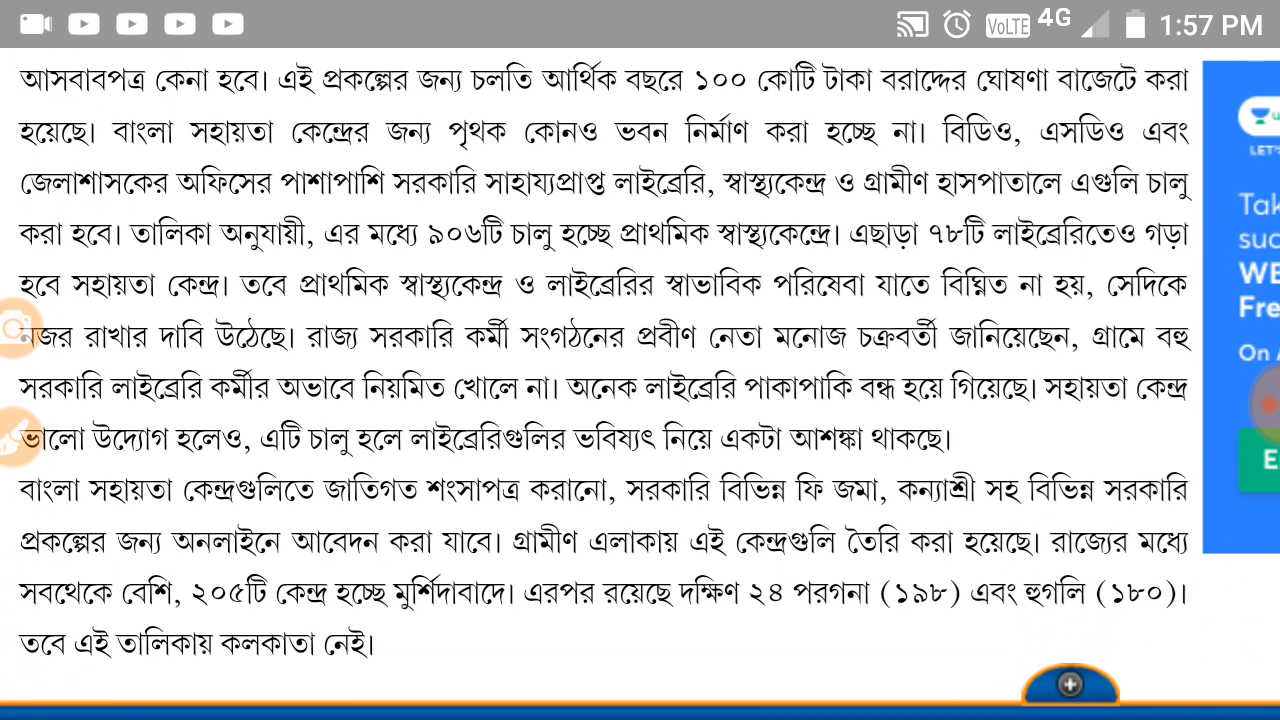 VoLTE 4G 1:57 PM
আসবাবপত্র কেনা হবে। এই প্রকল্পের জন্য চলতি আর্থিক বছরে ১০০ কোটি টাকা বরাদ্দের ঘোষণা বাজেটে করা
হয়েছে। বাংলা সহায়তা কেন্দ্রের জন্য পৃথক কোনও ভবন নির্মাণ করা হচ্ছে না। বিডিও, এসডিও এবং
জেলাশাসকের অফিসের পাশাপাশি সরকারি সাহায্যপ্রাপ্ত লাইব্রেরি, স্বাস্থ্যকেন্দ্র ও গ্রামীণ হাসপাতালে এগুলি চালু
করা হবে। তালিকা অনুযায়ী, এর মধ্যে ৯০৬টি চালু হচ্ছে প্রাথমিক স্বাস্থ্যকেন্দ্রে। এছাড়া ৭৮টি লাইব্রেরিতেও গড়া
হবে সহায়তা কেন্দ্র। তবে প্রাথমিক স্বাস্থ্যকেন্দ্র ও লাইব্রেরির স্বাভাবিক পরিষেবা যাতে বিঘ্নিত না হয়, সেদিকে
নজর রাখার দাবি উঠেছে। রাজ্য সরকারি কর্মী সংগঠনের প্রবীণ নেতা মনোজ চক্রবর্তী জানিয়েছেন, গ্রামে বহু
সরকারি লাইব্রেরি কর্মীর অভাবে নিয়মিত খোলে না। অনেক লাইব্রেরি পাকাপাকি বন্ধ হয়ে গিয়েছে। সহায়তা কেন্দ্র
ভালো উদ্যোগ হলেও, এটি চালু হলে লাইব্রেরিগুলির ভবিষ্যৎ নিয়ে একটা আশঙ্কা থাকছে।
বাংলা সহায়তা কেন্দ্রগুলিতে জাতিগত শংসাপত্র করানো, সরকারি বিভিন্ন ফি জমা, কন্যাশ্রী সহ বিভিন্ন সরকারি
প্রকল্পের জন্য অনলাইনে আবেদন করা যাবে। গ্রামীণ এলাকায় এই কেন্দ্রগুলি তৈরি করা হয়েছে। রাজ্যের মধ্যে
সবথেকে বেশি, ২০৫টি কেন্দ্র হচ্ছে মুর্শিদাবাদে। এরপর রয়েছে দক্ষিণ ২৪ পরগনা (১৯৮) এবং হুগলি (১৮০)।
তবে এই তালিকায় কলকাতা নেই।
LET'
Tak
suc
WE
Fre
On
E